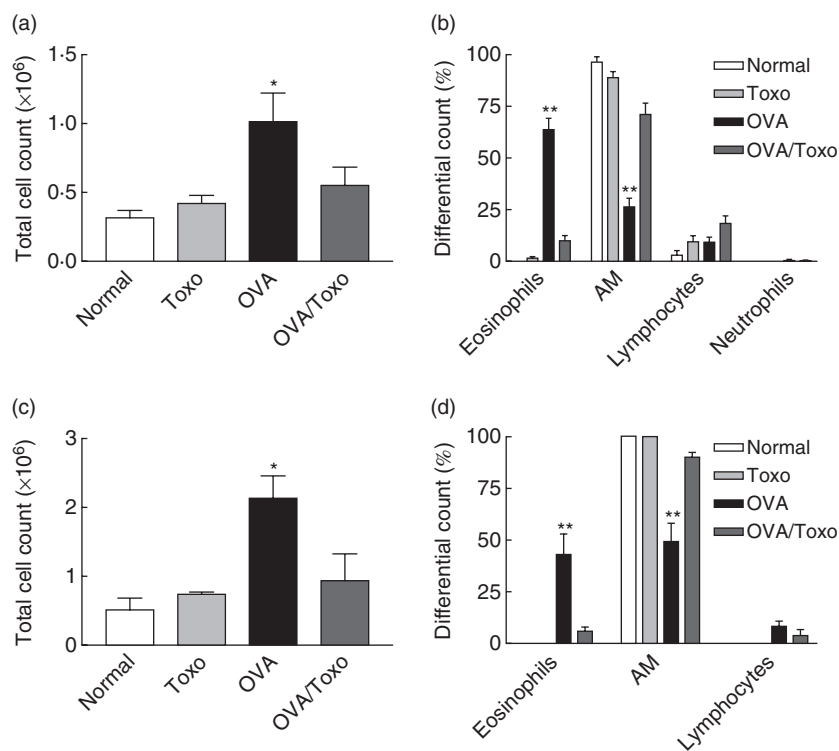 (a)
Total cell count (×10⁶)
1·5
1·0
0·5
0·0
*
Normal
Toxo
OVA
OVA/Toxo
(b)
Differential count (%)
100
75
50
25
0
**
**
Normal
Toxo
OVA
OVA/Toxo
Eosinophils
AM
Lymphocytes
Neutrophils
(c)
Total cell count (×10⁶)
3
2
1
0
*
Normal
Toxo
OVA
OVA/Toxo
(d)
Differential count (%)
100
75
50
25
0
**
**
Normal
Toxo
OVA
OVA/Toxo
Eosinophils
AM
Lymphocytes